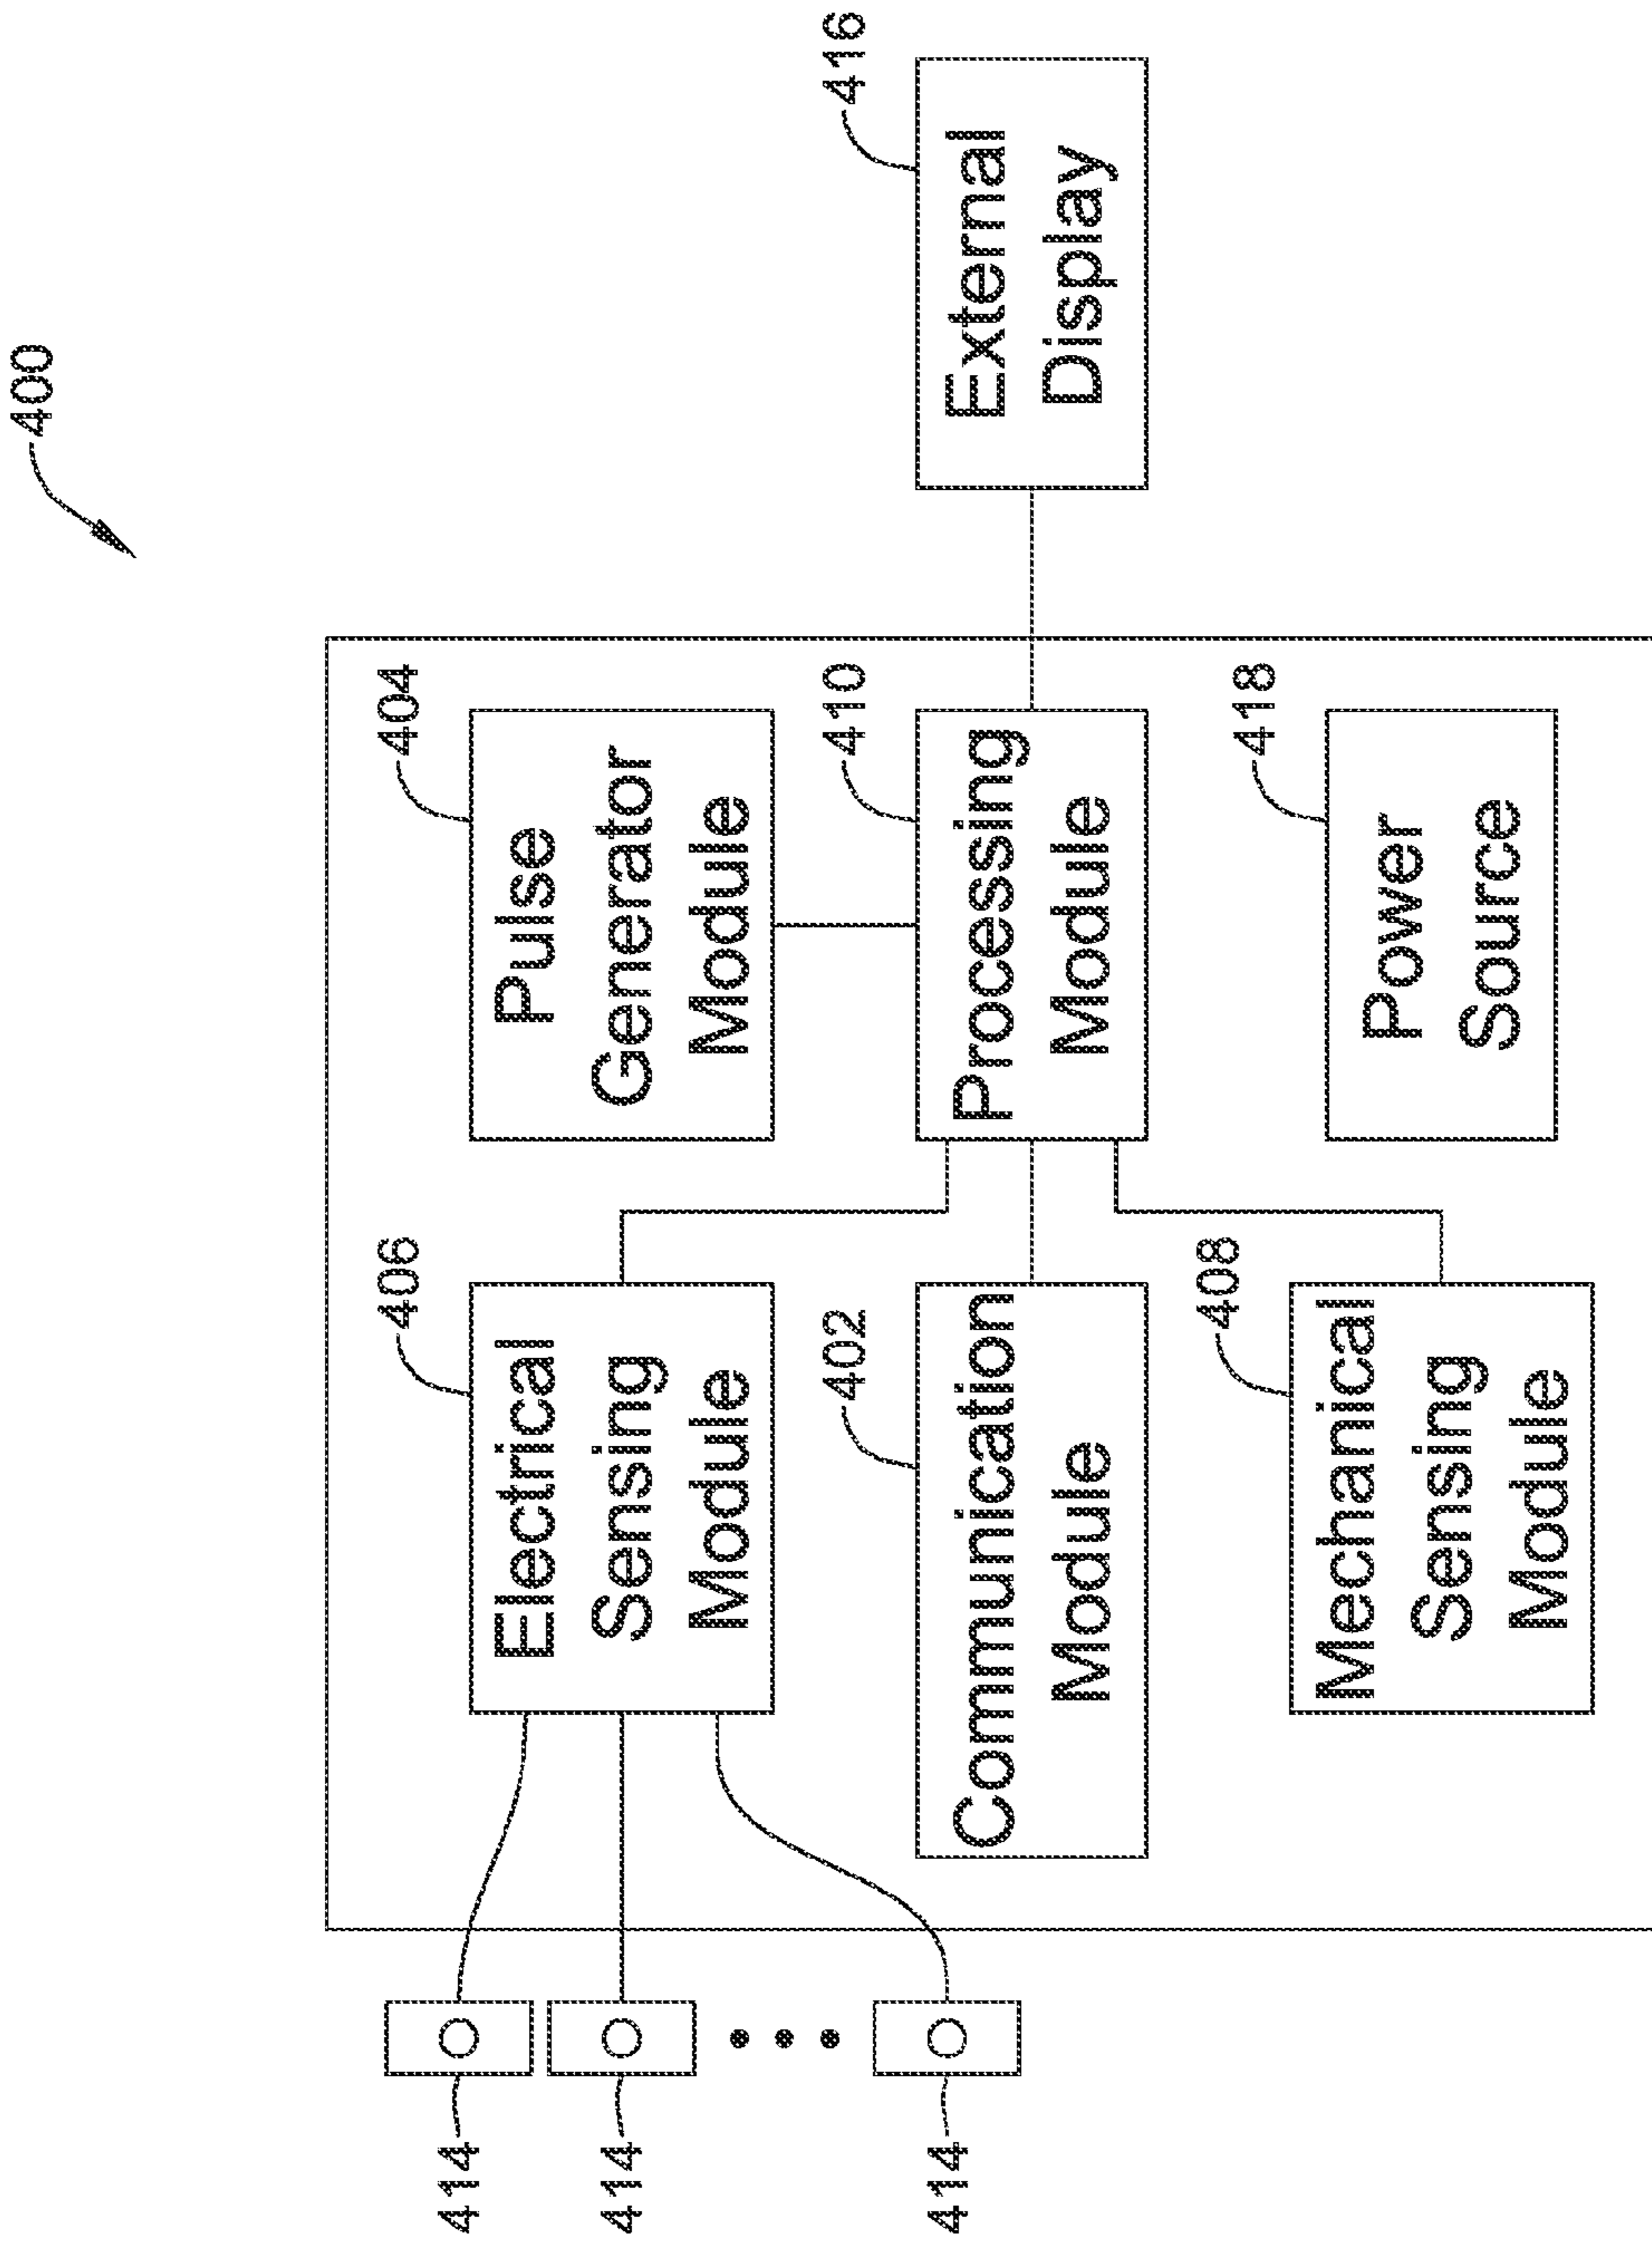 400
406
Electrical
Sensing
Module
404
Pulse
Generator
Module
414
414
414
402
Communication
Module
410
Processing
Module
416
External
Display
408
Mechanical
Sensing
Module
418
Power
Source